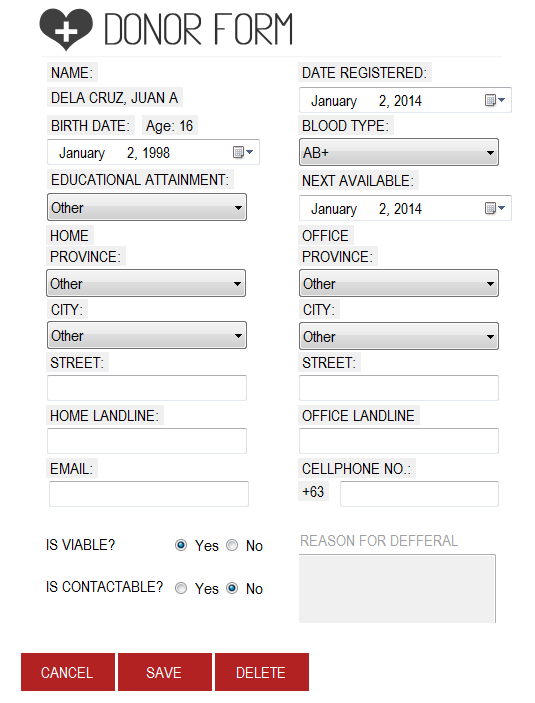 DONOR FORM
NAME:
DELA CRUZ, JUAN A
BIRTH DATE: Age: 16
January 2, 1998
EDUCATIONAL ATTAINMENT:
Other
HOME
PROVINCE:
Other
CITY:
Other
STREET:
HOME LANDLINE:
EMAIL:
DATE REGISTERED:
January 2, 2014
BLOOD TYPE:
AB+
NEXT AVAILABLE:
January 2, 2014
OFFICE
PROVINCE:
Other
CITY:
Other
STREET:
OFFICE LANDLINE
CELLPHONE NO.:
+63
IS VIABLE? Yes No
IS CONTACTABLE? Yes No
REASON FOR DEFFERAL
CANCEL SAVE DELETE